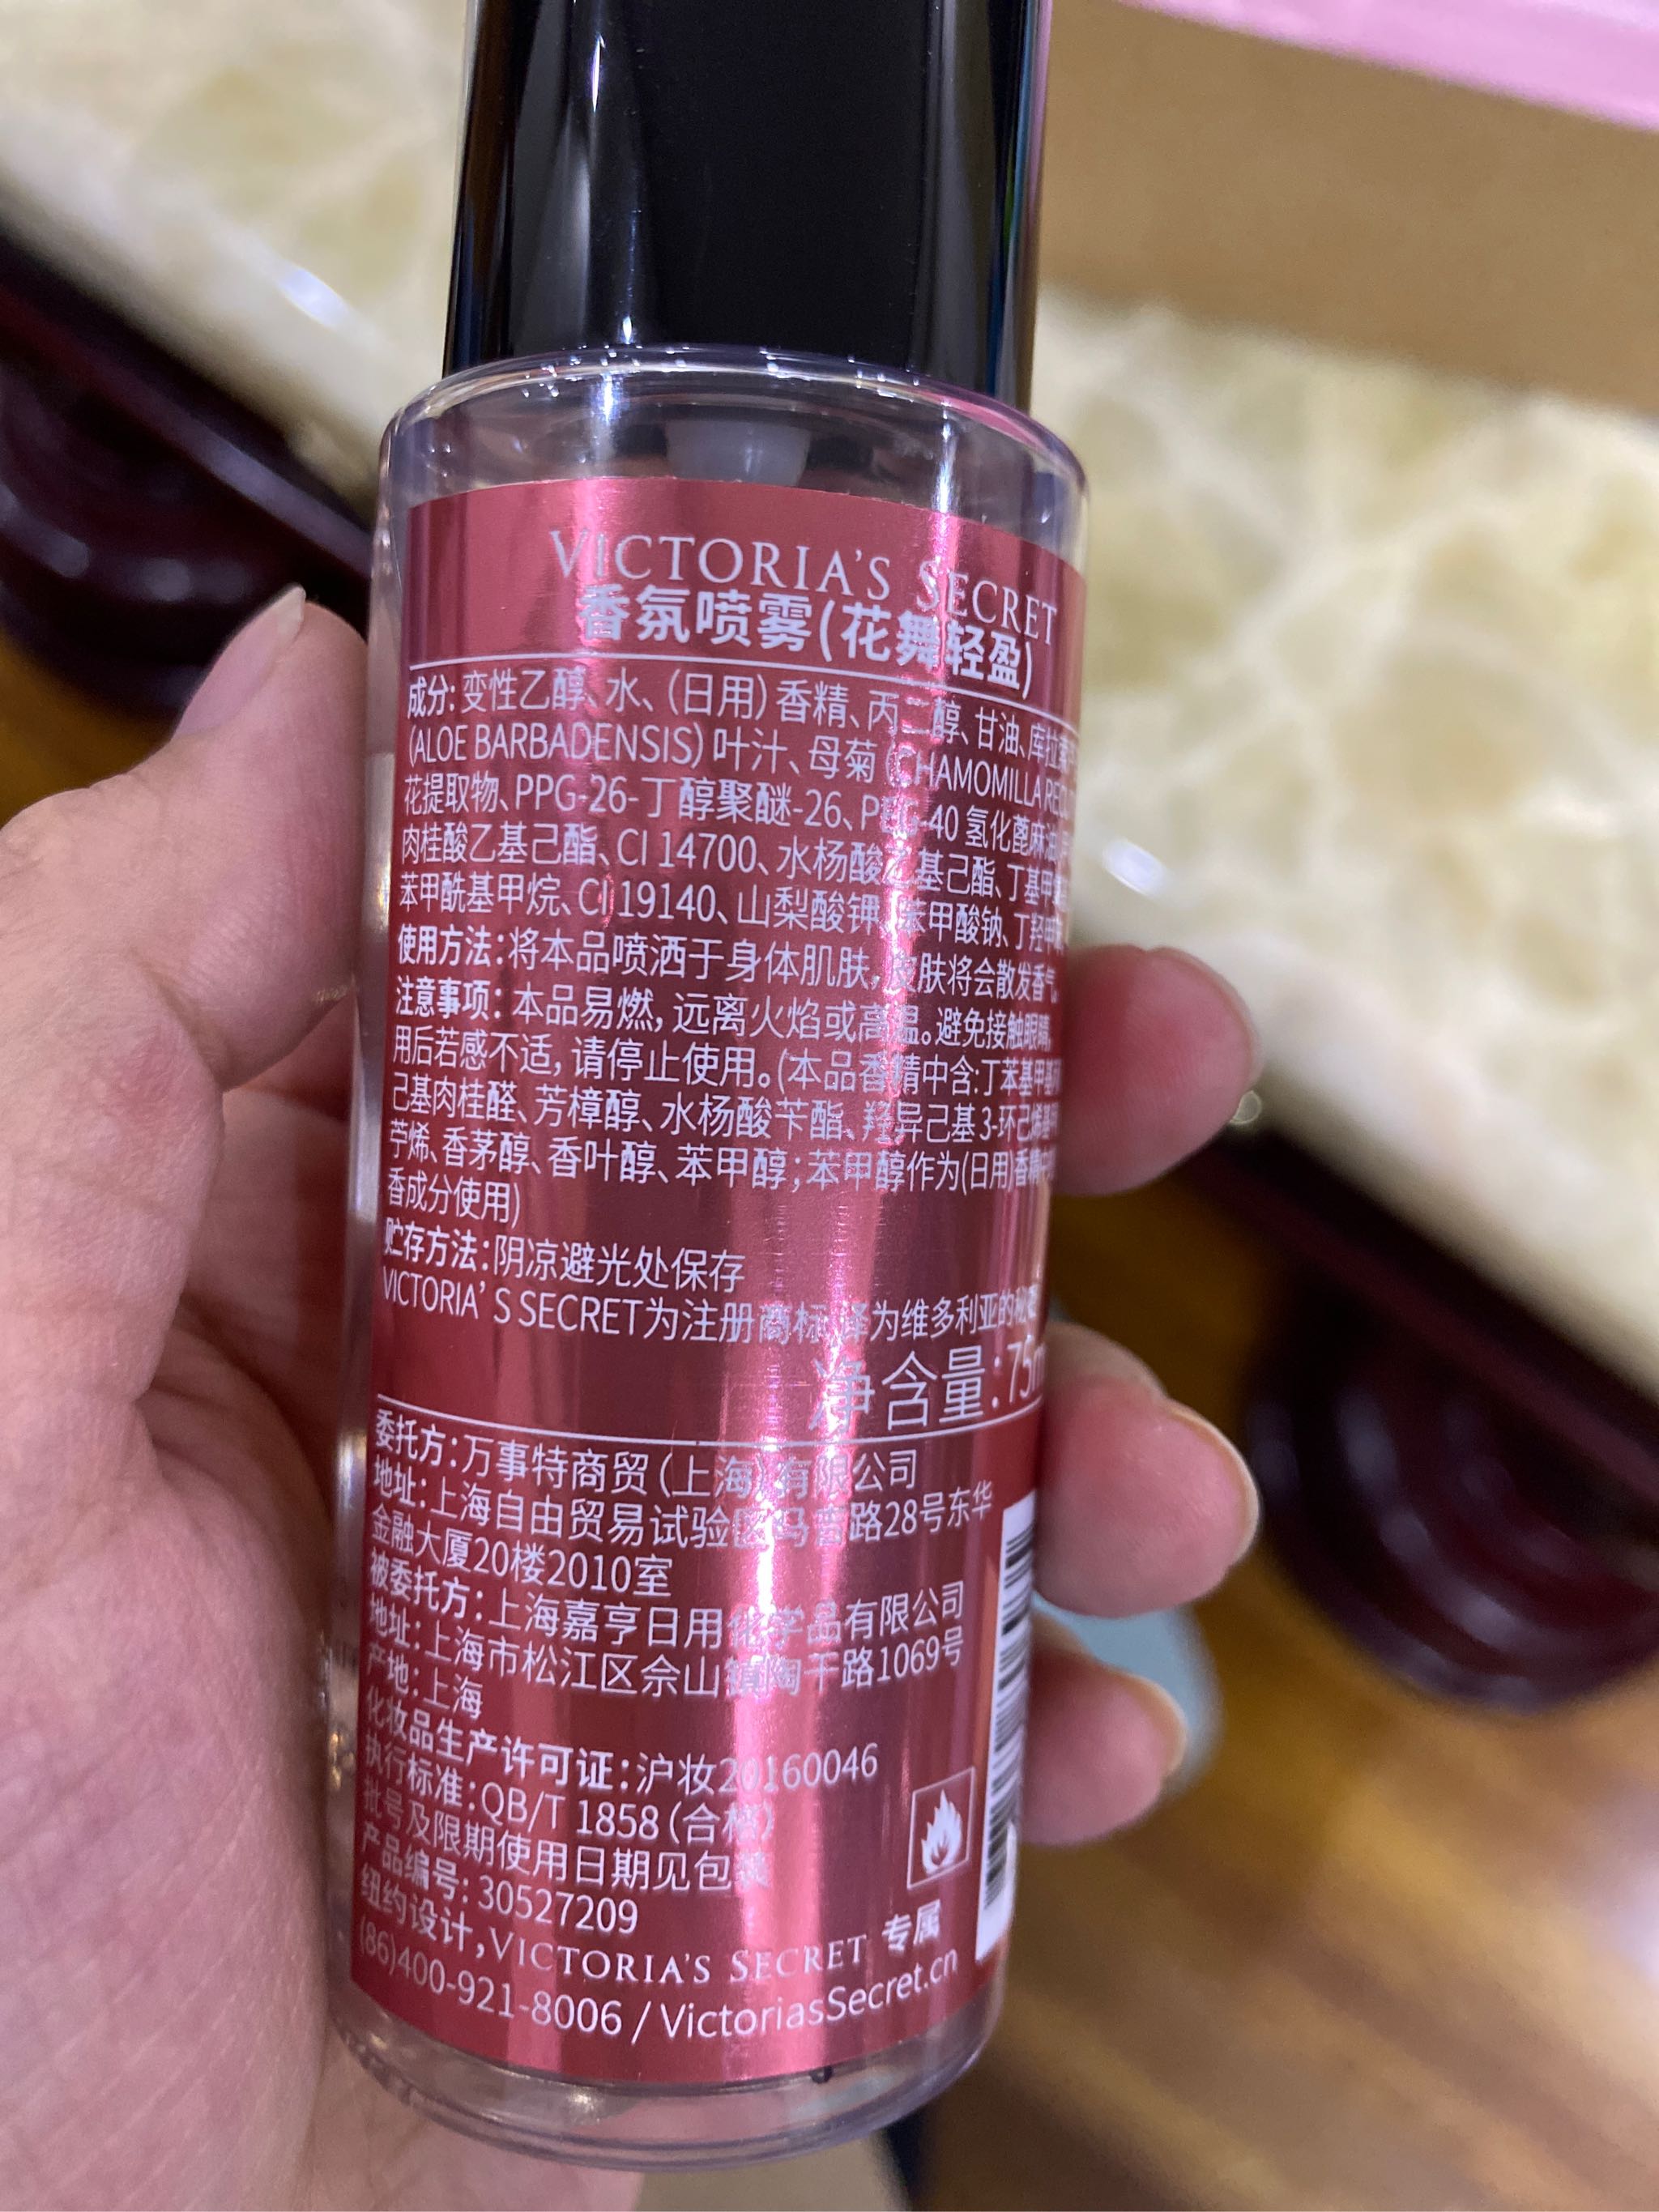 VICTORIA'S SECRET
香氛喷雾(花舞轻盈)
成分: 变性乙醇、水、(日用) 香精、丙二醇、甘油、库拉索
(ALOE BARBADENSIS) 叶汁、母菊 (CHAMOMILLA
花提取物、PPG-26-丁醇聚醚-26、PEG-40 氢化蓖麻油
肉桂酸乙基己酯、CI 14700、水杨酸乙基己酯、丁基甲氧
苯甲酰基甲烷、CI 19140、山梨酸钾、苯甲酸钠、丁羟甲
使用方法: 将本品喷洒于身体肌肤, 皮肤将会散发香气
注意事项: 本品易燃, 远离火焰或高温。避免接触眼睛,
用后若感不适, 请停止使用。(本品香精中含:丁苯基甲基
己基肉桂醛、芳樟醇、水杨酸苄酯、羟异己基 3-环己烯基
苧烯、香茅醇、香叶醇、苯甲醇; 苯甲醇作为(日用)香精中
香成分使用)
贮存方法: 阴凉避光处保存
VICTORIA'S SECRET为注册商标, 译为维多利亚的秘密
净含量: 75m
委托方: 万事特商贸 (上海) 有限公司
地址: 上海自由贸易试验区马吉路28号东华
金融大厦20楼2010室
被委托方: 上海嘉亨日用化学品有限公司
地址: 上海市松江区佘山镇陶干路1069号
产地: 上海
化妆品生产许可证: 沪妆20160046
执行标准: QB/T 1858 (合格)
批号及限期使用日期见包装
产品编号: 30527209
纽约设计, VICTORIA'S SECRET 专属
(86)400-921-8006 / VictoriasSecret.cn